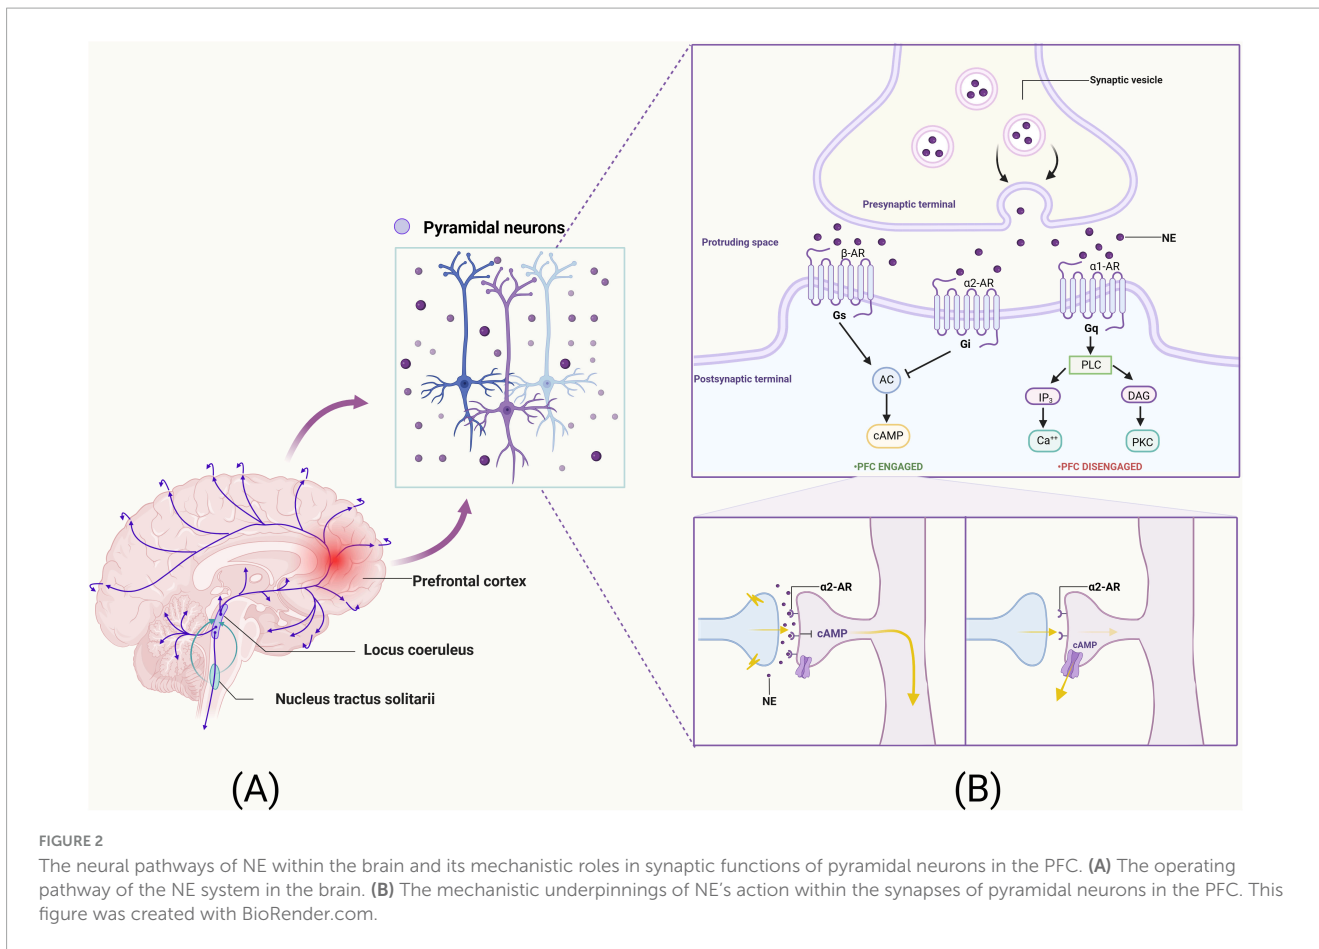 Pyramidal neurons
Prefrontal cortex
Locus coeruleus
Nucleus tractus solitarii
(A)
Synaptic vesicle
Presynaptic terminal
Protruding space
NE
β-AR
α2-AR
α1-AR
Gs
Gi
Gq
Postsynaptic terminal
AC
cAMP
PLC
IP₃
DAG
Ca⁺⁺
PKC
•PFC ENGAGED
•PFC DISENGAGED
α2-AR
cAMP
NE
α2-AR
cAMP
(B)
FIGURE 2
The neural pathways of NE within the brain and its mechanistic roles in synaptic functions of pyramidal neurons in the PFC. (A) The operating
pathway of the NE system in the brain. (B) The mechanistic underpinnings of NE’s action within the synapses of pyramidal neurons in the PFC. This
figure was created with BioRender.com.